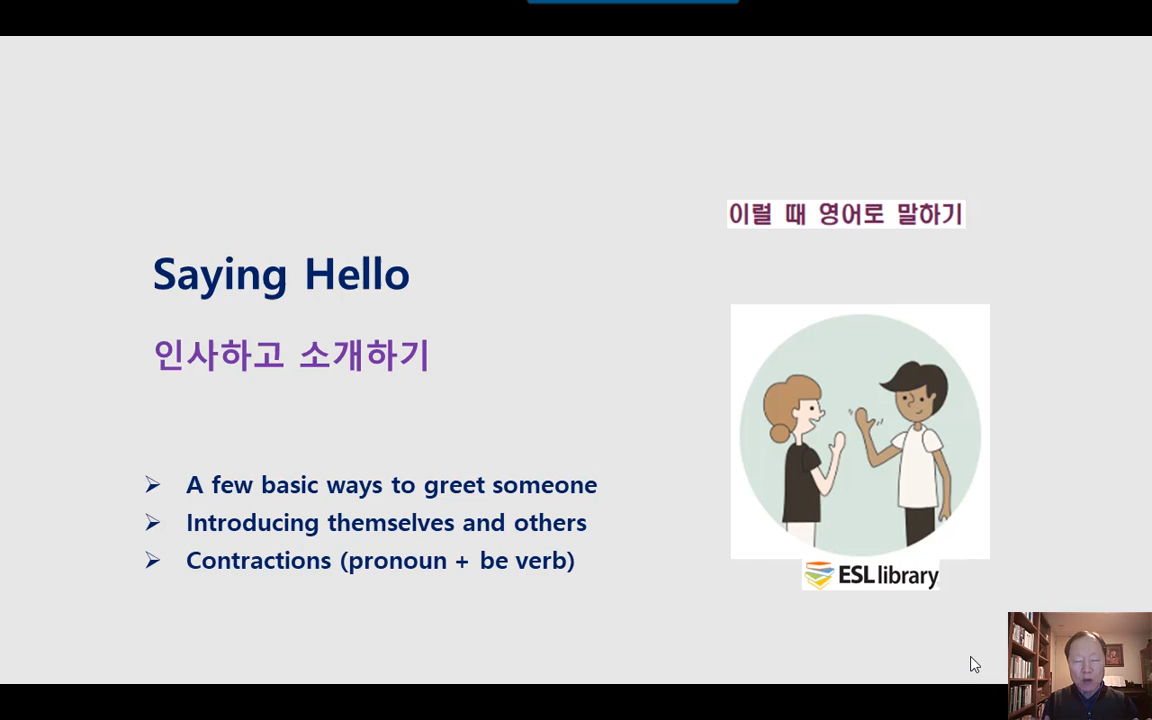 이럴 때 영어로 말하기
Saying Hello
인사하고 소개하기
➢ A few basic ways to greet someone
➢ Introducing themselves and others
➢ Contractions (pronoun + be verb)
ESL library